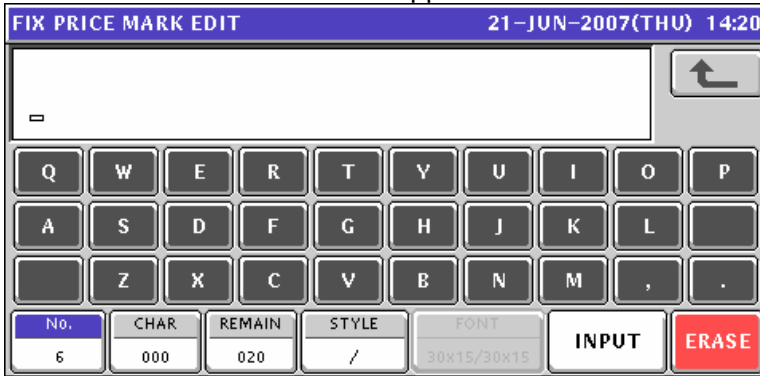 FIX PRICE MARK EDIT 21-JUN-2007(THU) 14:20
Q W E R T Y U I O P
A S D F G H J K L
Z X C V B N M , .
No. CHAR REMAIN STYLE FONT INPUT ERASE
6 000 020 / 30x15/30x15